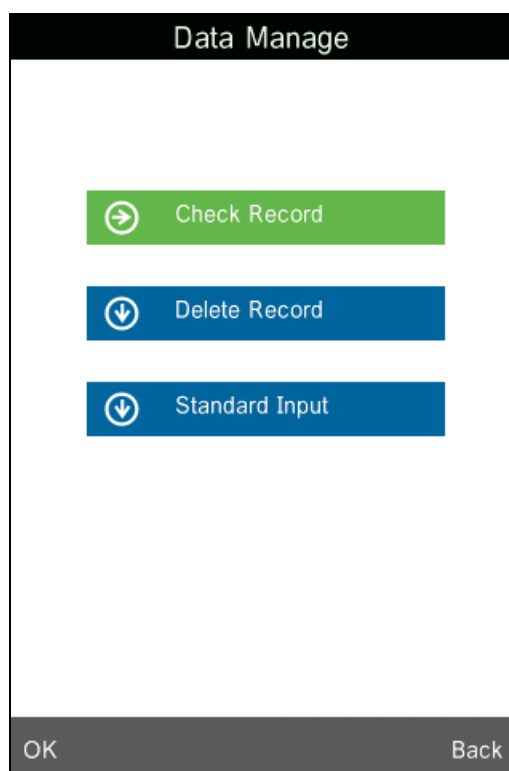 Data Manage
Check Record
Delete Record
Standard Input
OK Back